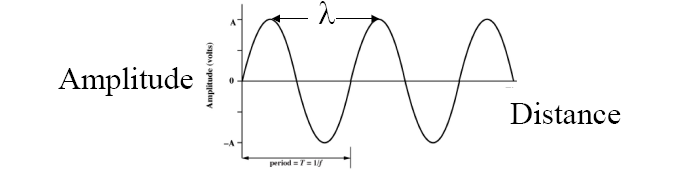 λ
A
Amplitude (volts)
Amplitude
0
Distance
–A
period = T = 1/f